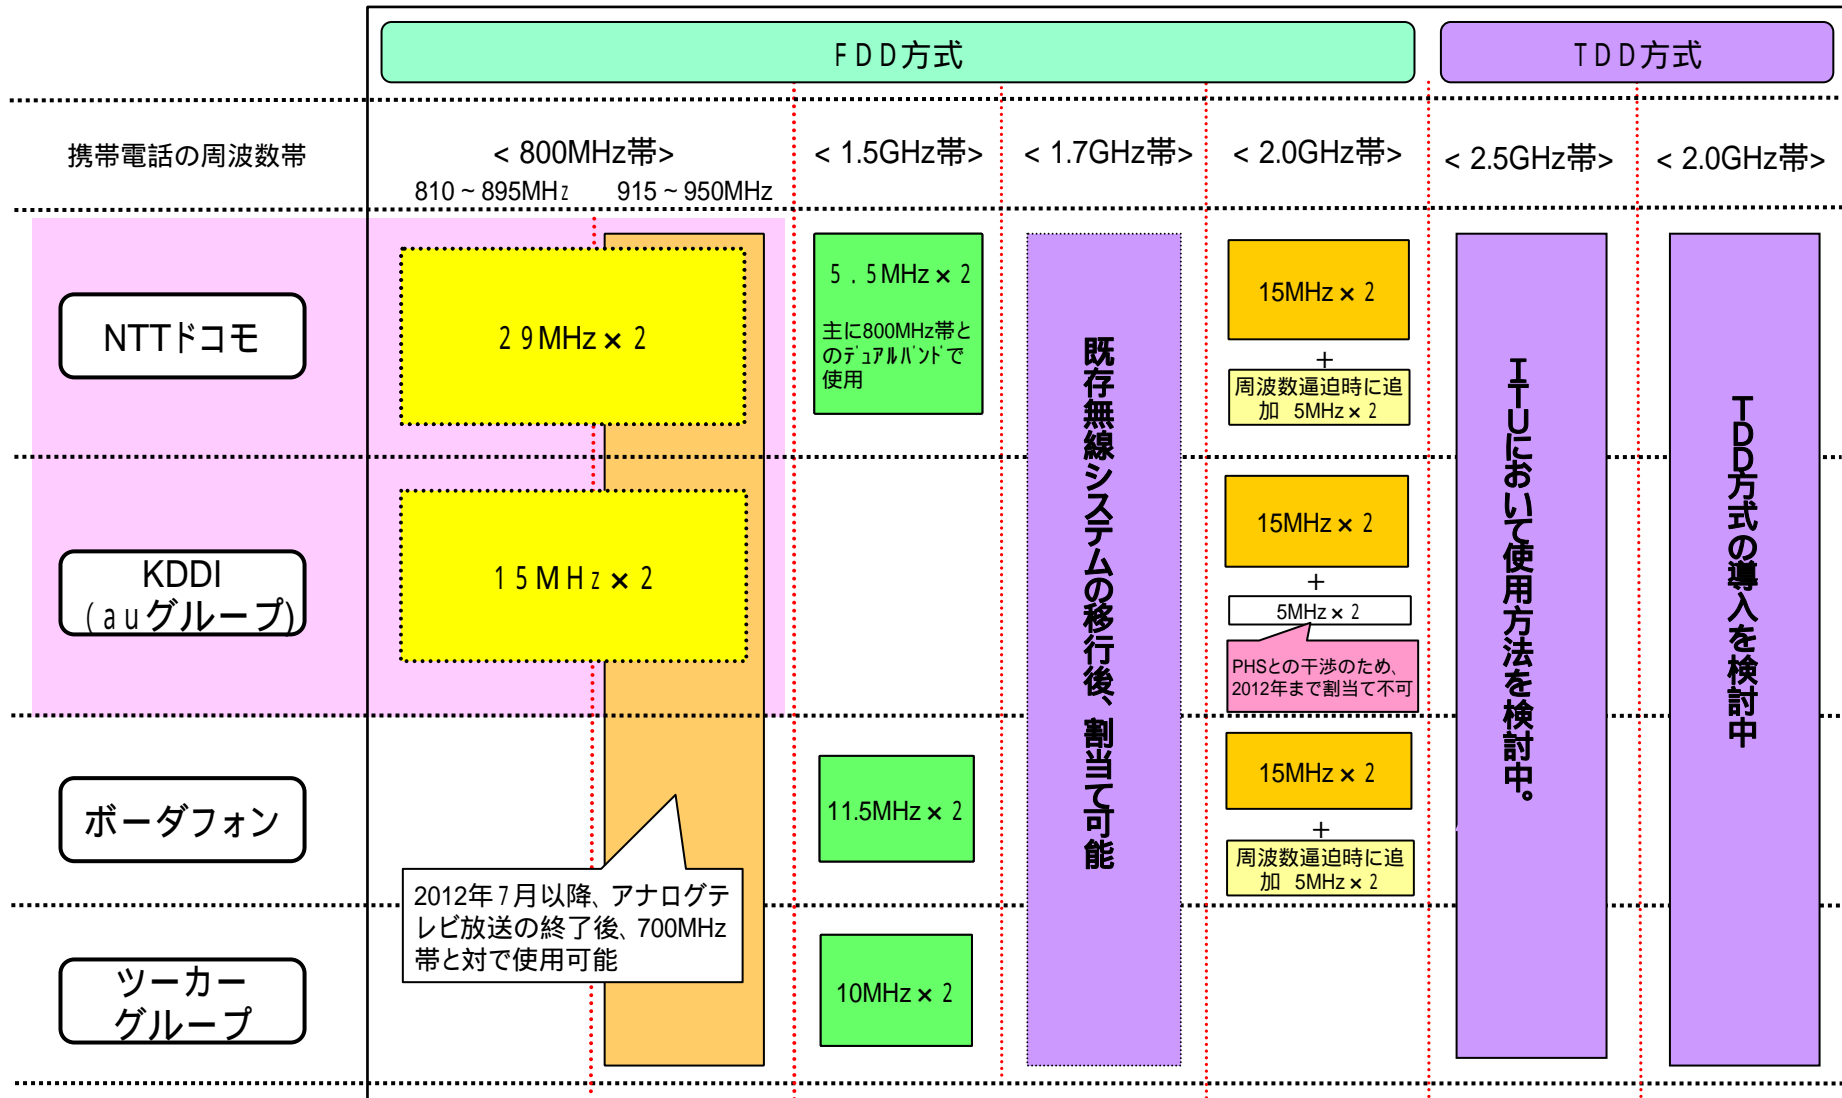 FDD方式
TDD方式
携帯電話の周波数帯
< 800MHz帯>
< 1.5GHz帯>
< 1.7GHz帯>
< 2.0GHz帯>
< 2.5GHz帯>
< 2.0GHz帯>
810 ~ 895MHz
915 ~ 950MHz
NTTドコモ
29MHz × 2
5.5MHz × 2
主に800MHz帯と
のデュアルバンドで
使用
15MHz × 2
+
周波数逼迫時に追
加 5MHz × 2
KDDI
(auグループ)
15MHz × 2
15MHz × 2
+
5MHz × 2
PHSとの干渉のため、
2012年まで割当て不可
ボーダフォン
11.5MHz × 2
15MHz × 2
+
周波数逼迫時に追
加 5MHz × 2
2012年7月以降、アナログテ
レビ放送の終了後、700MHz
帯と対で使用可能
ツーカー
グループ
10MHz × 2
既存無線システムの移行後、割当て可能
ITUにおいて使用方法を検討中。
TDD方式の導入を検討中